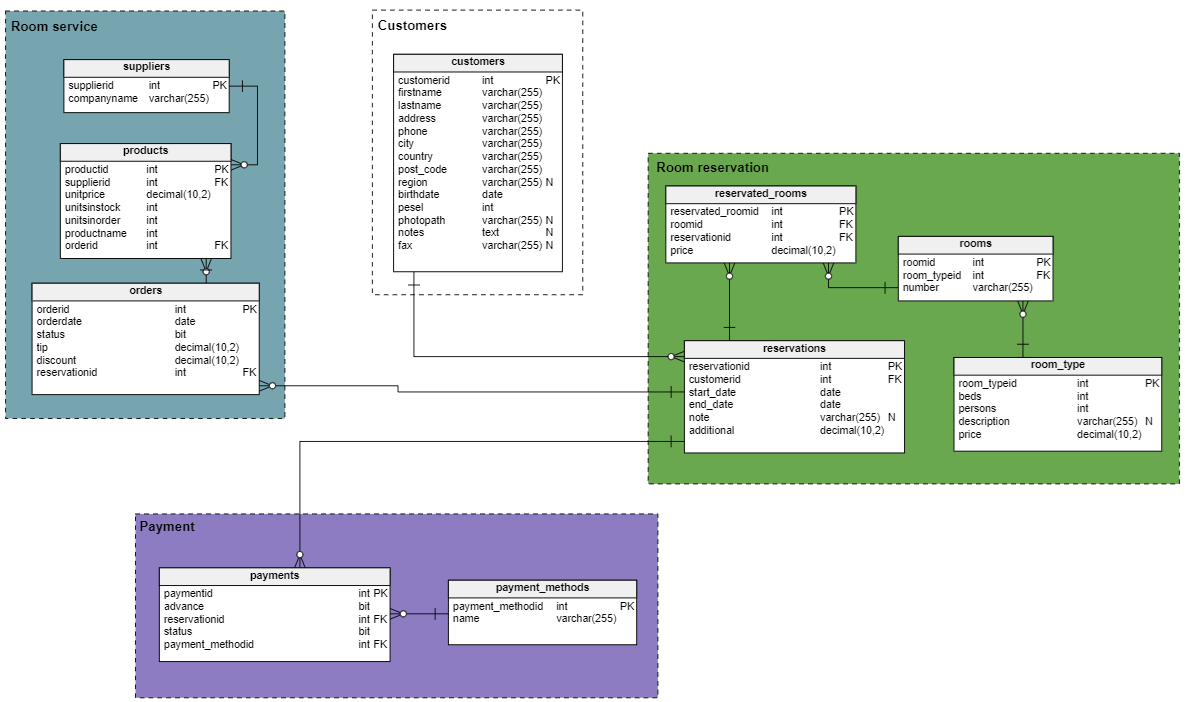 Room service
suppliers
supplierid int PK
companyname varchar(255)
products
productid int PK
supplierid int FK
unitprice decimal(10,2)
unitsinstock int
unitsinorder int
productname int
orderid int FK
orders
orderid int PK
orderdate date
status bit
tip decimal(10,2)
discount decimal(10,2)
reservationid int FK
Customers
customers
customerid int PK
firstname varchar(255)
lastname varchar(255)
address varchar(255)
phone varchar(255)
city varchar(255)
country varchar(255)
post_code varchar(255)
region varchar(255) N
birthdate date
pesel int
photopath varchar(255) N
notes text N
fax varchar(255) N
Room reservation
reservated_rooms
reservated_roomid int PK
roomid int FK
reservationid int FK
price decimal(10,2)
rooms
roomid int PK
room_typeid int FK
number varchar(255)
reservations
reservationid int PK
customerid int FK
start_date date
end_date date
note varchar(255) N
additional decimal(10,2)
room_type
room_typeid int PK
beds int
persons int
description varchar(255) N
price decimal(10,2)
Payment
payments
paymentid int PK
advance bit
reservationid int FK
status bit
payment_methodid int FK
payment_methods
payment_methodid int PK
name varchar(255)